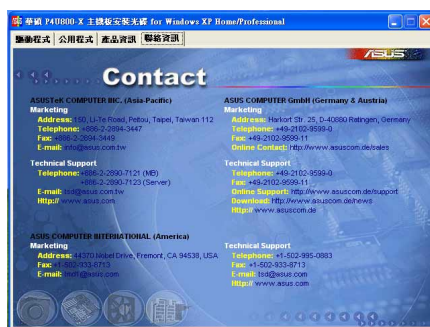 華碩 P4U800-X 主機板安裝光碟 for Windows XP Home/Professional
驅動程式 公用程式 產品資訊 聯絡資訊
ASUS
Contact
ASUSTeK COMPUTER INC. (Asia-Pacific)
Marketing
Address: 150, Li-Te Road, Peitou, Taipei, Taiwan 112
Telephone: +886-2-2894-3447
Fax: +886-2-2894-3449
E-mail: info@asus.com.tw
Technical Support
Telephone: +886-2-2890-7121 (MB)
+886-2-2890-7123 (Server)
E-mail: tsd@asus.com.tw
Http:// www.asus.com
ASUS COMPUTER GmbH (Germany & Austria)
Marketing
Address: Harkort Str. 25, D-40880 Ratingen, Germany
Telephone: +49-2102-9599-0
Fax: +49-2102-9599-11
Online Contact: http://www.asuscom.de/sales
Technical Support
Telephone: +49-2102-9599-0
Fax: +49-2102-9599-11
Online Support: http://www.asuscom.de/support
Download: http://www.asuscom.de/news
Http:// www.asuscom.de
ASUS COMPUTER INTERNATIONAL (America)
Marketing
Address: 44370 Nobel Drive, Fremont, CA 94538, USA
Fax: +1-502-933-8713
E-mail:
Technical Support
Telephone: +1-502-995-0883
Fax: +1-502-933-8713
E-mail: tsd@asus.com
Http:// www.asus.com